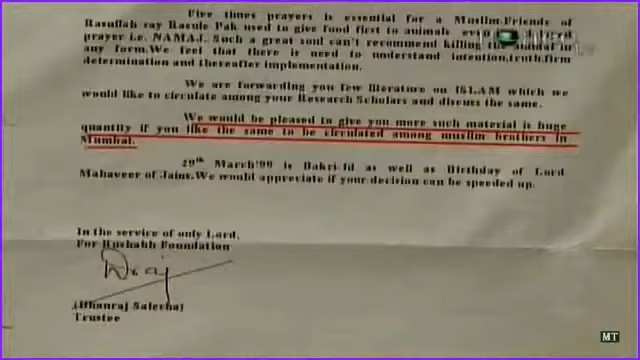 Five times prayers is essential for a Muslim.Friends of
Rasullah say Rasule Pak used to give food first to animals
prayer i.e. NAMAJ. Such a great soul can't recommend killing the animal in
any form.We feel that there is need to understand intention,truth,firm
determination and thereafter implementation.
We are forwarding you few literature on ISLAM which we
would like to circulate among your Research Scholars and discuss the same.
We would be pleased to give you more such material is huge
quantity if you like the same to be circulated among muslim brothers in
Mumbai.
29th March'99 is Bakri-Id as well as Birthday of Lord
Mahaveer of Jains.We would appreciate if your decision can be speeded up.
In the service of only Lord,
For Rushabh Foundation
(Dhanraj Salecha)
Trustee
MT